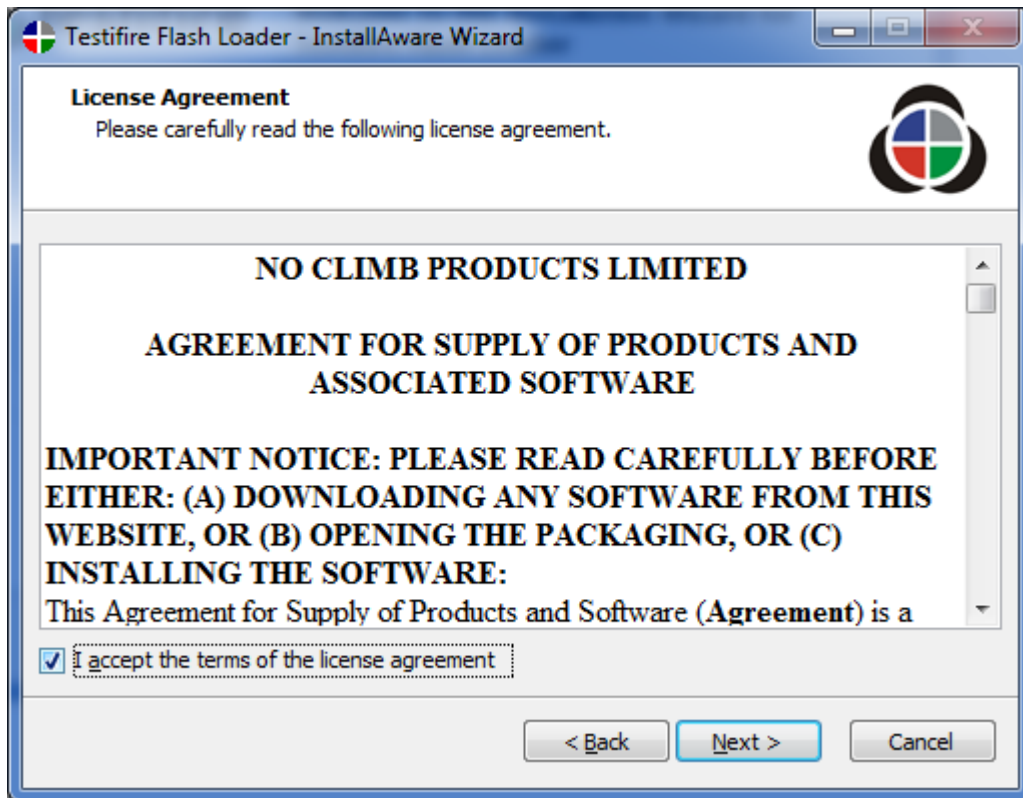 Testifire Flash Loader - InstallAware Wizard
License Agreement
Please carefully read the following license agreement.
NO CLIMB PRODUCTS LIMITED
AGREEMENT FOR SUPPLY OF PRODUCTS AND
ASSOCIATED SOFTWARE
IMPORTANT NOTICE: PLEASE READ CAREFULLY BEFORE
EITHER: (A) DOWNLOADING ANY SOFTWARE FROM THIS
WEBSITE, OR (B) OPENING THE PACKAGING, OR (C)
INSTALLING THE SOFTWARE:
This Agreement for Supply of Products and Software (Agreement) is a
I accept the terms of the license agreement
< Back Next > Cancel